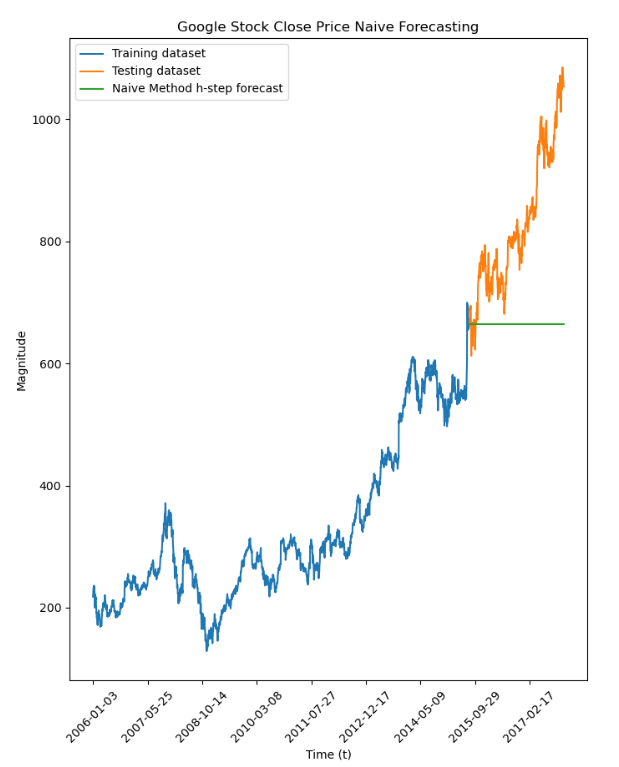 Google Stock Close Price Naive Forecasting
Training dataset
Testing dataset
Naive Method h-step forecast
Magnitude
1000
800
600
400
200
2006-01-03
2007-05-25
2008-10-14
2010-03-08
2011-07-27
2012-12-17
2014-05-09
2015-09-29
2017-02-17
Time (t)